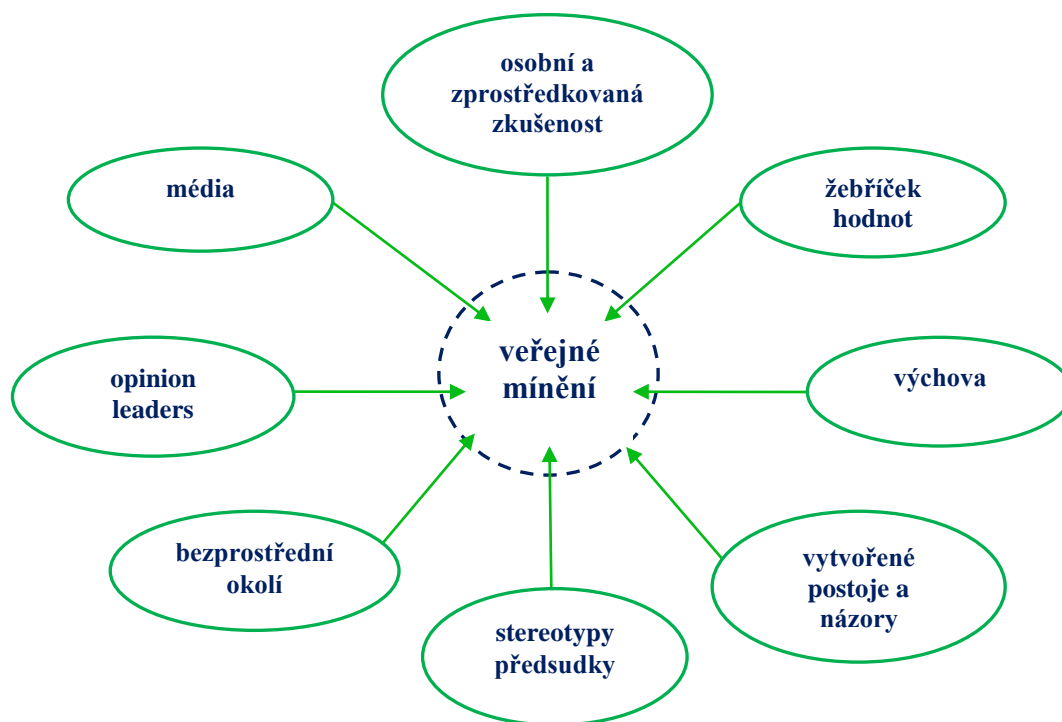 osobní a
zprostředkovaná
zkušenost
média
žebříček
hodnot
veřejné
mínění
opinion
leaders
výchova
bezprostřední
okolí
vytvořené
postoje a
názory
stereotypy
předsudky